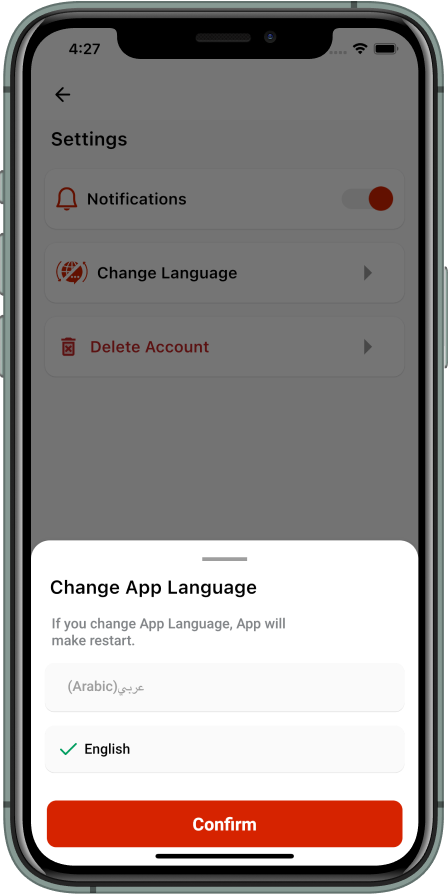 4:27
Settings
Notifications
Change Language
Delete Account
Change App Language
If you change App Language, App will
make restart.
عربي(Arabic)
English
Confirm